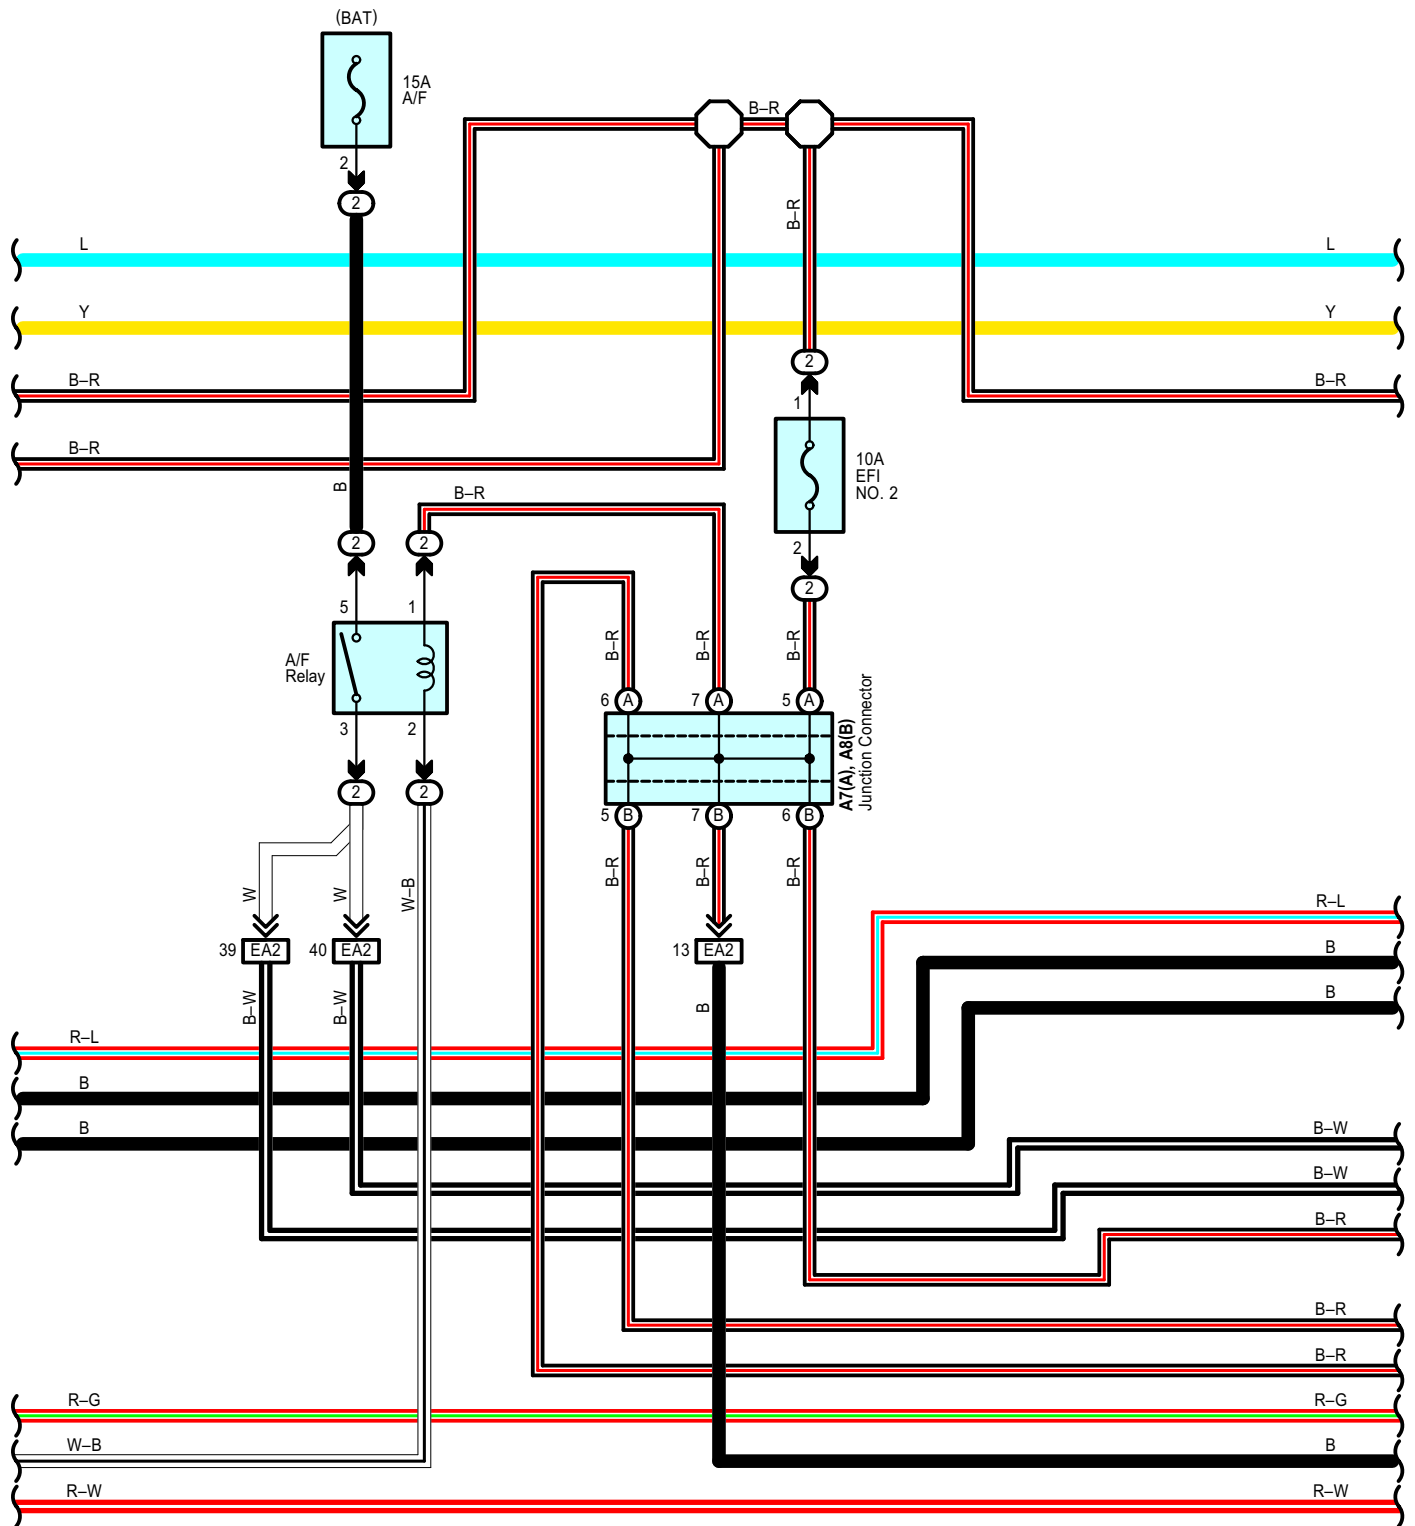 (BAT)
15A
A/F
2
2
B–R
B–R
L
L
Y
Y
B–R
B–R
B–R
2
1
10A
EFI
NO. 2
2
2
B
B–R
2
2
5
1
A/F
Relay
3
2
2
2
B–R
B–R
B–R
6
A
7
A
5
A
A7(A), A8(B)
Junction Connector
5
B
7
B
6
B
B–R
B–R
B–R
W
W
W–B
39
EA2
40
EA2
13
EA2
B–W
B–W
B
R–L
B
B
R–L
B
B
B–W
B–W
B–R
B–R
B–R
R–G
R–G
W–B
B
R–W
R–W